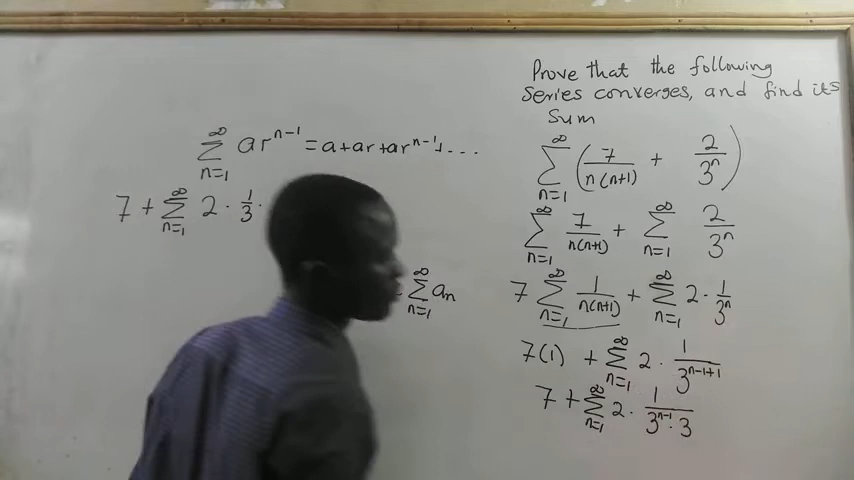 Prove that the following
Series converges, and find its
Sum
∞∑n=1 (7/n(n+1) + 2/3^n)
∞∑n=1 7/n(n+1) + ∞∑n=1 2/3^n
7 ∞∑n=1 1/n(n+1) + ∞∑n=1 2 · 1/3^n
7(1) + ∞∑n=1 2 · 1/3^(n-1+1)
7 + ∞∑n=1 2 · 1/(3^(n-1) · 3)
∞∑n=1 ar^(n-1) = a + ar + ar^(n-1) + ...
7 + ∞∑n=1 2 · 1/3 ·
∞∑n=1 an